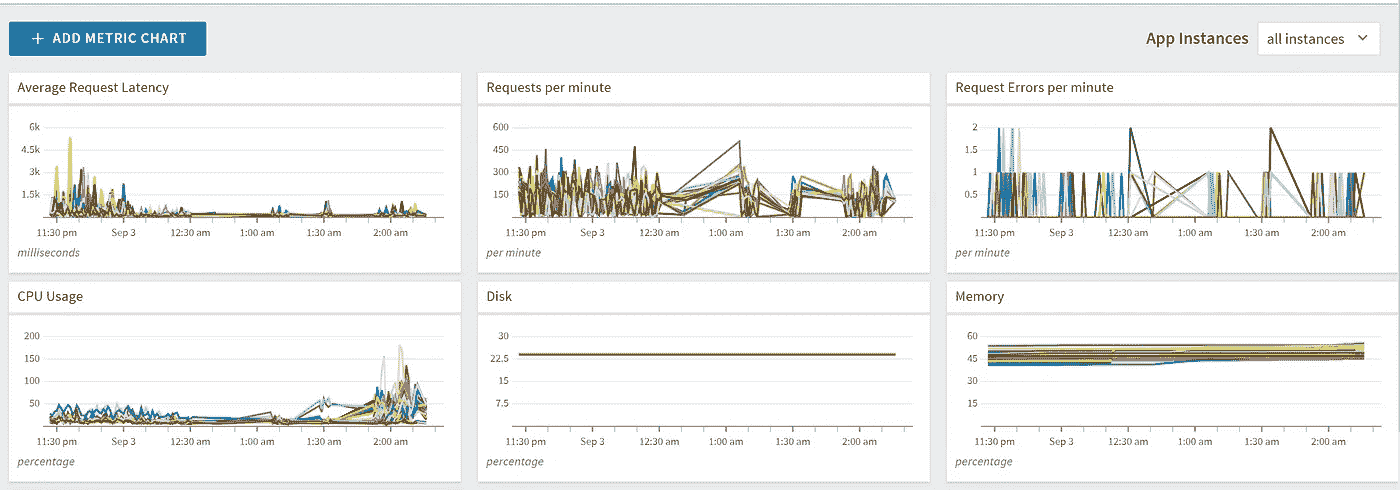 + ADD METRIC CHART
App Instances all instances
Average Request Latency
6k
4.5k
3k
1.5k
11:30 pm Sep 3 12:30 am 1:00 am 1:30 am 2:00 am
milliseconds
Requests per minute
600
450
300
150
11:30 pm Sep 3 12:30 am 1:00 am 1:30 am 2:00 am
per minute
Request Errors per minute
2
1
1
0.5
11:30 pm Sep 3 12:30 am 1:00 am 1:30 am 2:00 am
per minute
CPU Usage
200
150
100
50
11:30 pm Sep 3 12:30 am 1:00 am 1:30 am 2:00 am
percentage
Disk
30
22.5
15
7.5
11:30 pm Sep 3 12:30 am 1:00 am 1:30 am 2:00 am
percentage
Memory
60
45
30
15
11:30 pm Sep 3 12:30 am 1:00 am 1:30 am 2:00 am
percentage